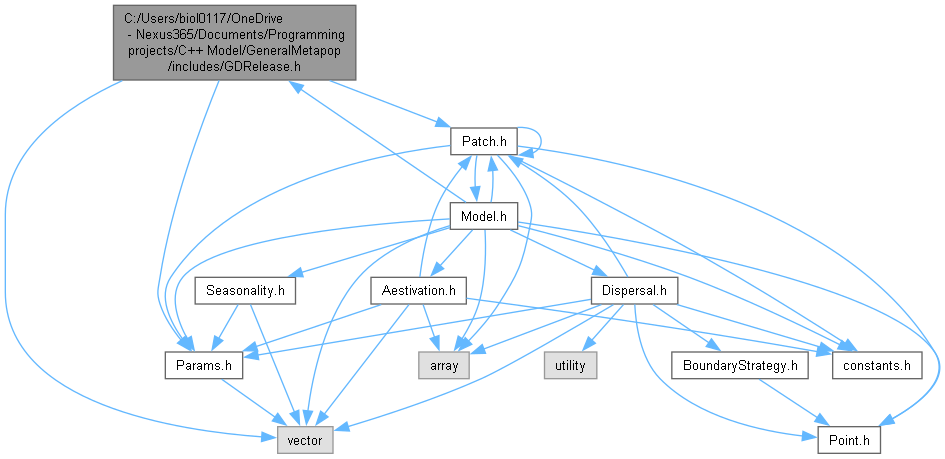 C:/Users/biol0117/OneDrive
- Nexus365/Documents/Programming
projects/C++ Model/GeneralMetapop
/includes/GDRelease.h
Patch.h
Model.h
Seasonality.h
Aestivation.h
Dispersal.h
Params.h
array
utility
BoundaryStrategy.h
constants.h
vector
Point.h